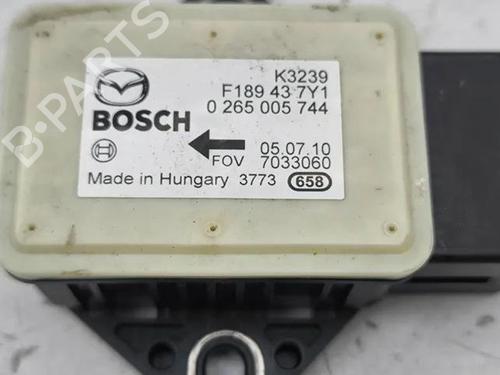 K3239
F189 43 7Y1
BOSCH 0 265 005 744
05.07.10
FOV 7033060
Made in Hungary 3773 658
B-PARTS